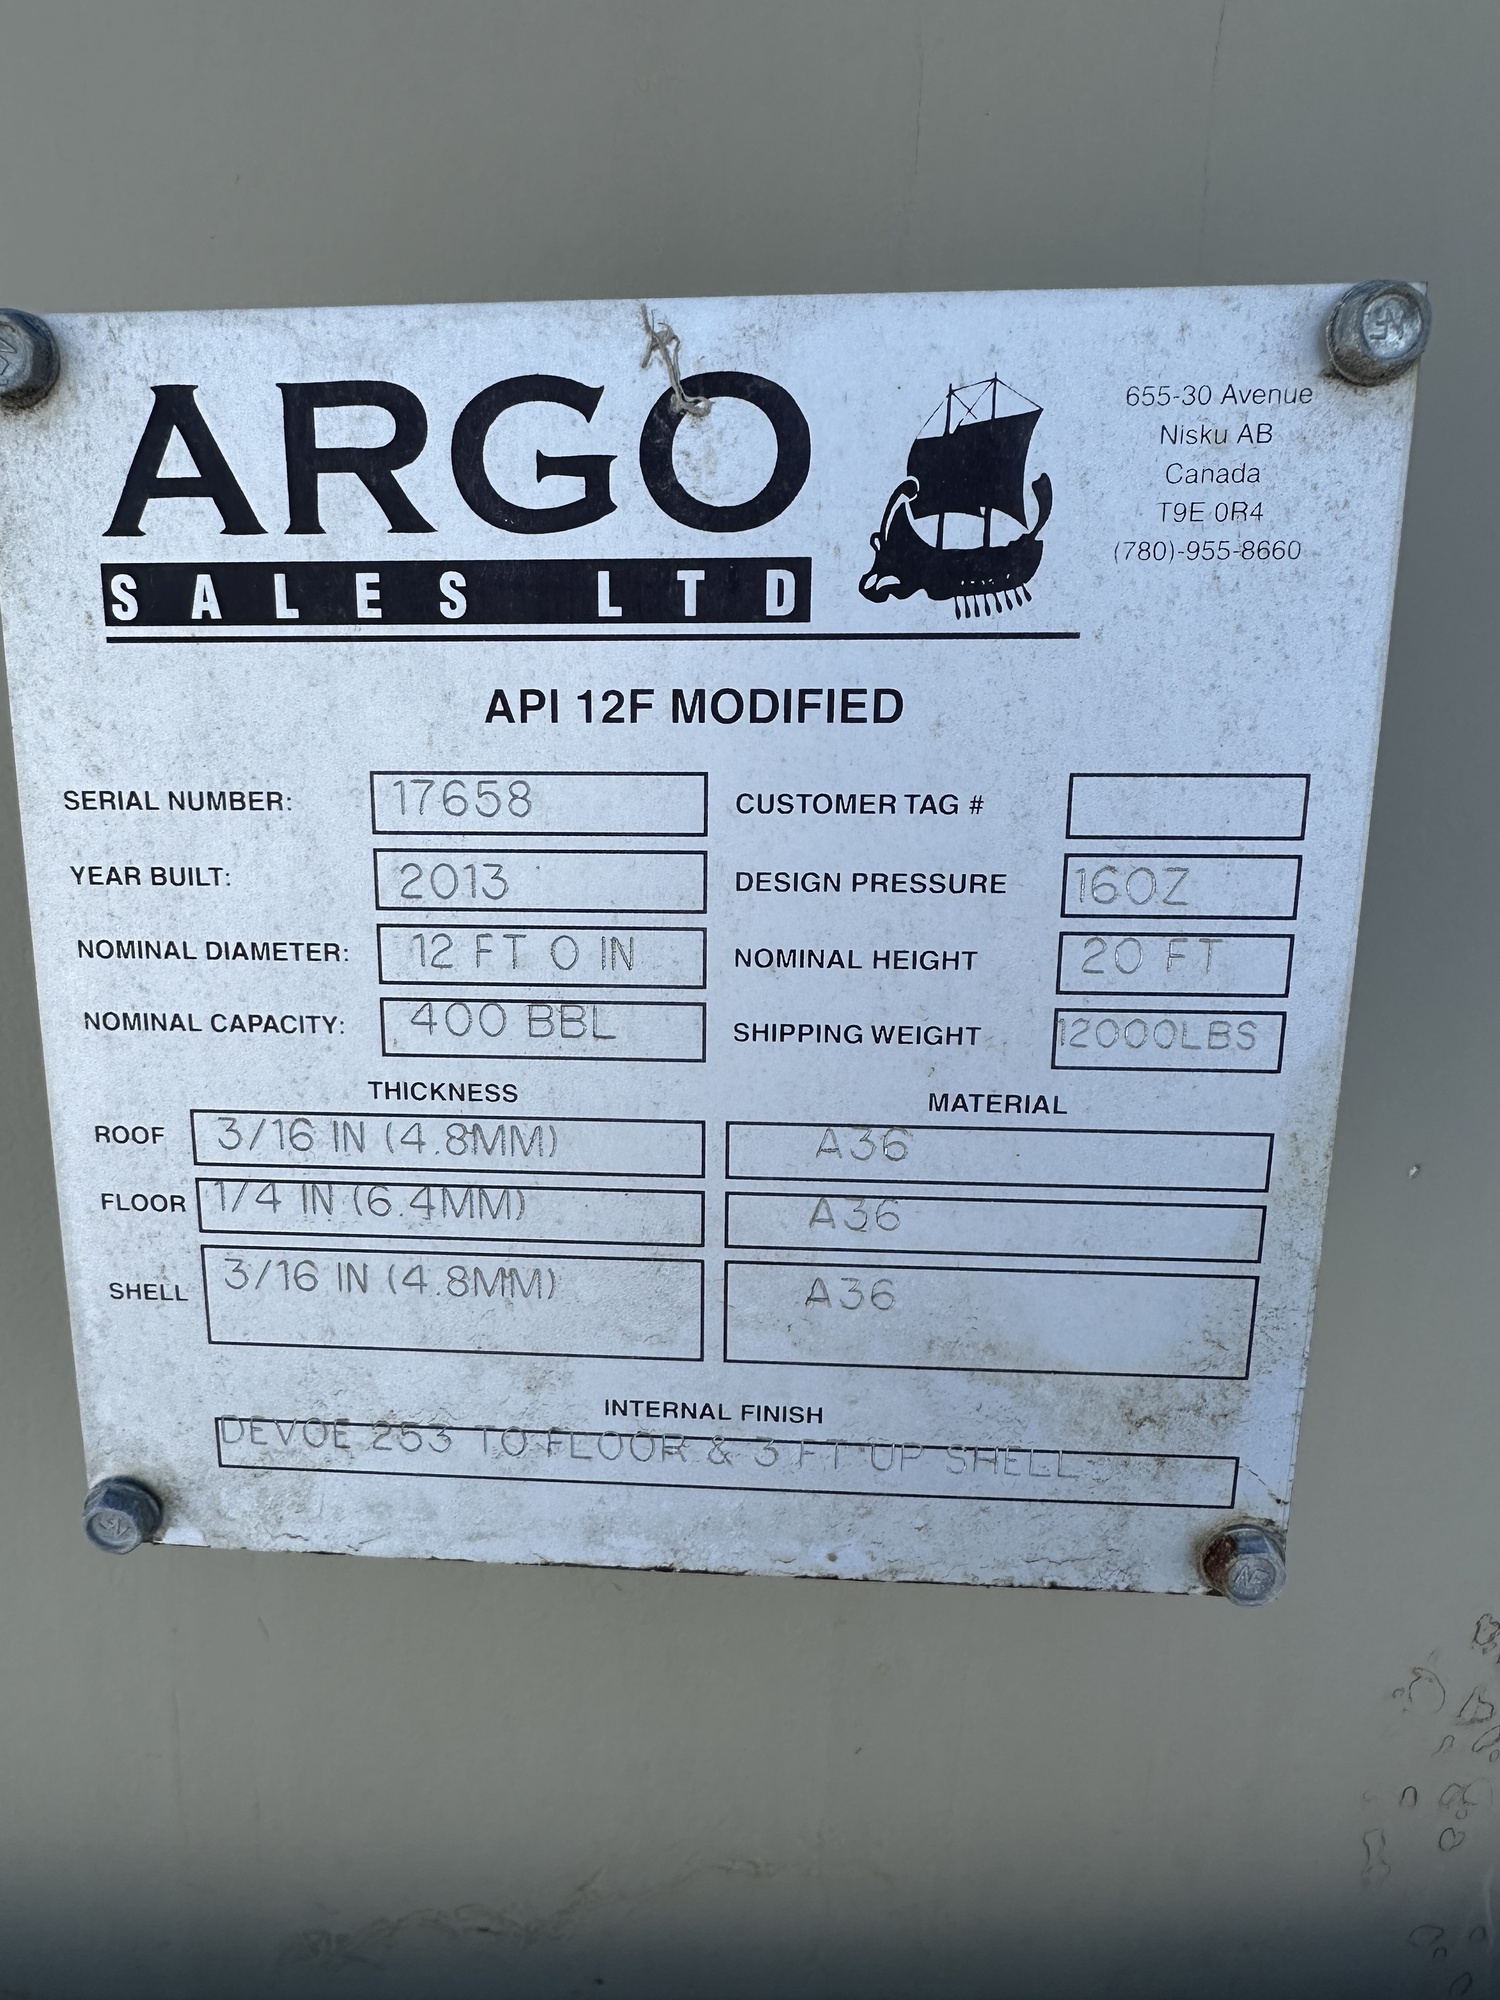 ARGO
SALES LTD
655-30 Avenue
Nisku AB
Canada
T9E 0R4
(780)-955-8660
API 12F MODIFIED
SERIAL NUMBER: 17658 CUSTOMER TAG #
YEAR BUILT: 2013 DESIGN PRESSURE 16OZ
NOMINAL DIAMETER: 12 FT 0 IN NOMINAL HEIGHT 20 FT
NOMINAL CAPACITY: 400 BBL SHIPPING WEIGHT 12000LBS
THICKNESS MATERIAL
ROOF 3/16 IN (4.8MM) A36
FLOOR 1/4 IN (6.4MM) A36
SHELL 3/16 IN (4.8MM) A36
INTERNAL FINISH
DEVOE 253 TO FLOOR & 3 FT UP SHELL